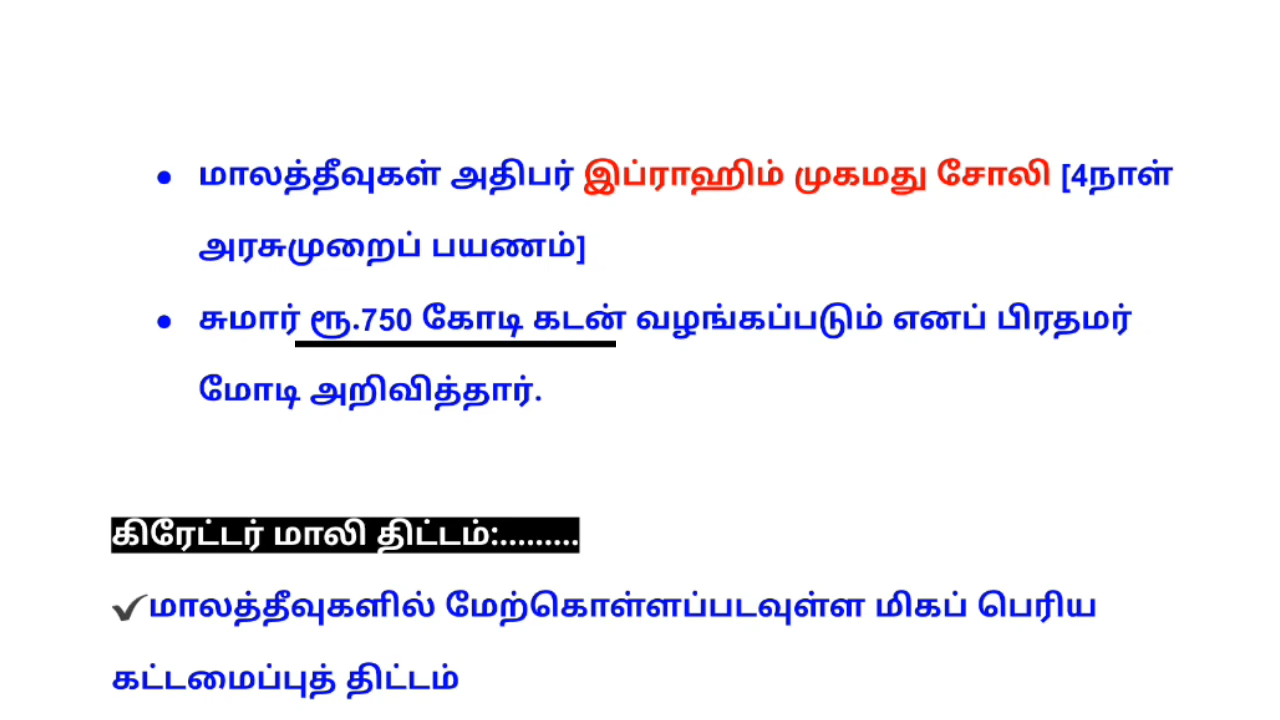 • மாலத்தீவுகள் அதிபர் இப்ராஹிம் முகமது சோலி [4நாள்
அரசுமுறைப் பயணம்]
• சுமார் ரூ.750 கோடி கடன் வழங்கப்படும் எனப் பிரதமர்
மோடி அறிவித்தார்.
கிரேட்டர் மாலி திட்டம்:.........
✔மாலத்தீவுகளில் மேற்கொள்ளப்படவுள்ள மிகப் பெரிய
கட்டமைப்புத் திட்டம்